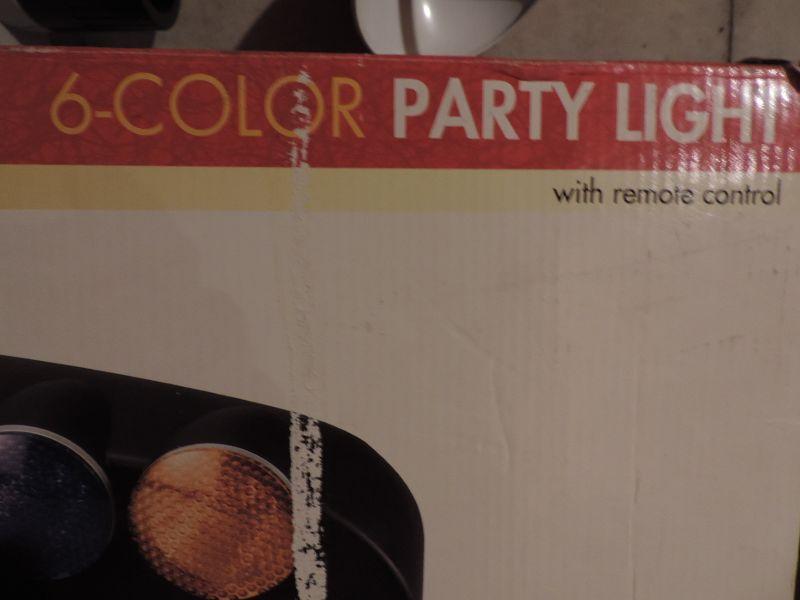 6-COLOR PARTY LIGHT
with remote control